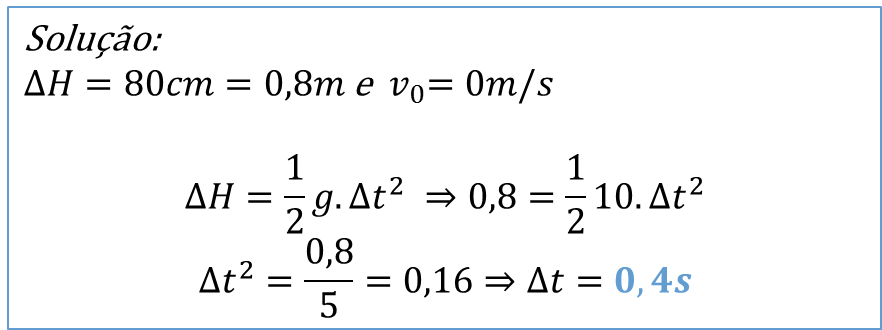 Solução:
ΔH = 80cm = 0,8m e v₀= 0m/s
ΔH = 1/2 g. Δt² ⇒ 0,8 = 1/2 10. Δt²
Δt² = 0,8/5 = 0,16 ⇒ Δt = 0, 4s